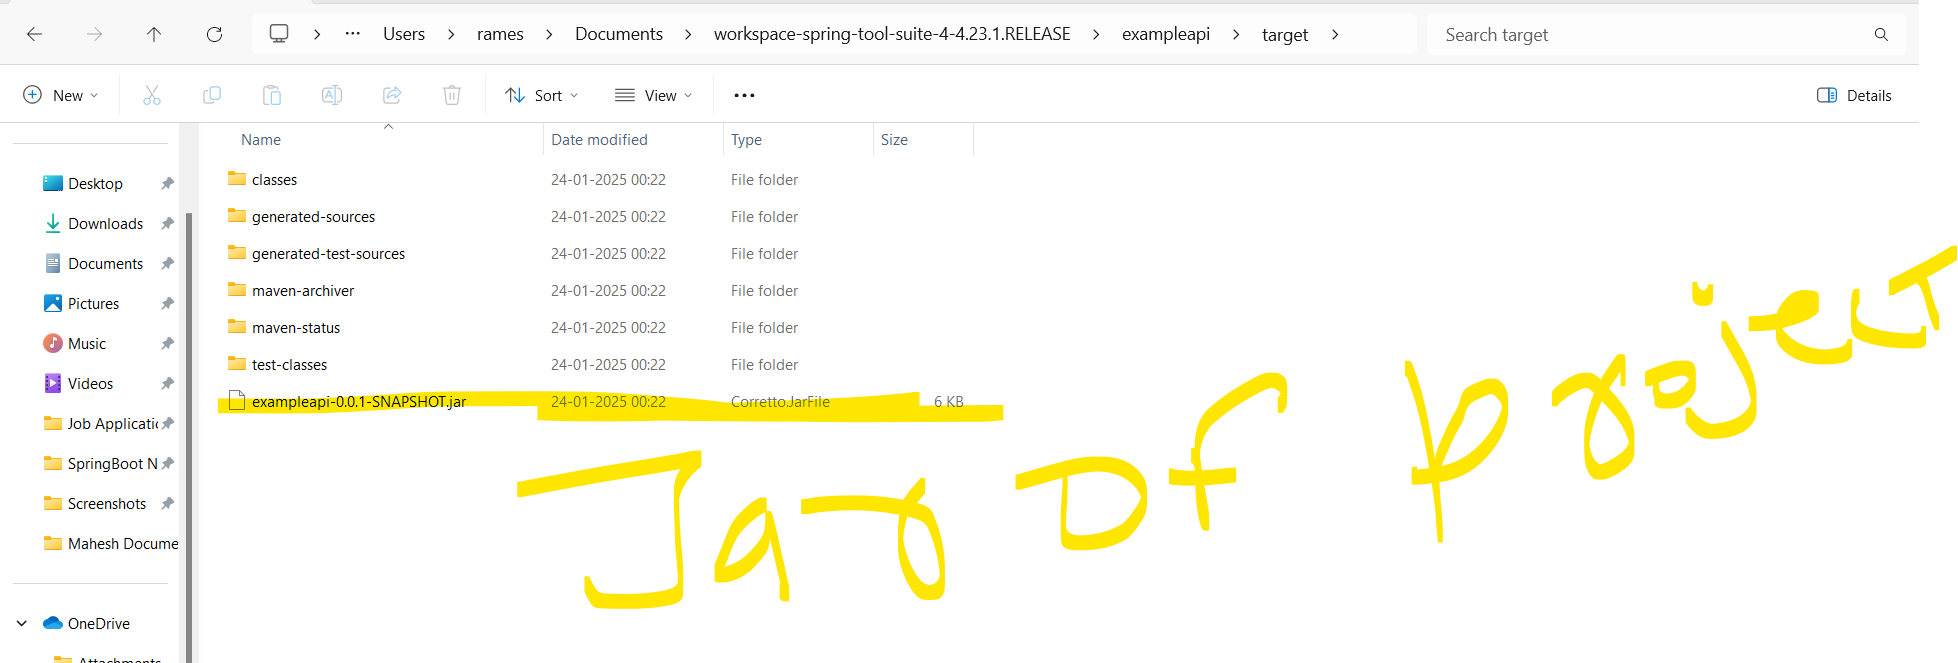 Users > rames > Documents > workspace-spring-tool-suite-4-4.23.1.RELEASE > exampleapi > target >
Search target
New
Sort
View
Details
Name
Date modified
Type
Size
Desktop
Downloads
Documents
Pictures
Music
Videos
Job Applicatio
SpringBoot N
Screenshots
Mahesh Docume
OneDrive
Attachments
classes 24-01-2025 00:22 File folder
generated-sources 24-01-2025 00:22 File folder
generated-test-sources 24-01-2025 00:22 File folder
maven-archiver 24-01-2025 00:22 File folder
maven-status 24-01-2025 00:22 File folder
test-classes 24-01-2025 00:22 File folder
exampleapi-0.0.1-SNAPSHOT.jar 24-01-2025 00:22 Corretto.JarFile 6 KB
Jar of project